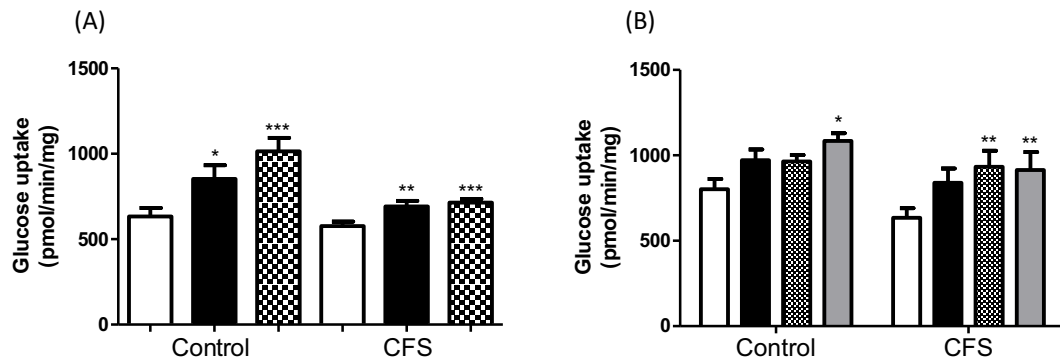 (A)
Glucose uptake
(pmol/min/mg)
1500
1000
500
0
*
***
**
***
Control
CFS
(B)
Glucose uptake
(pmol/min/mg)
1500
1000
500
0
*
**
**
Control
CFS